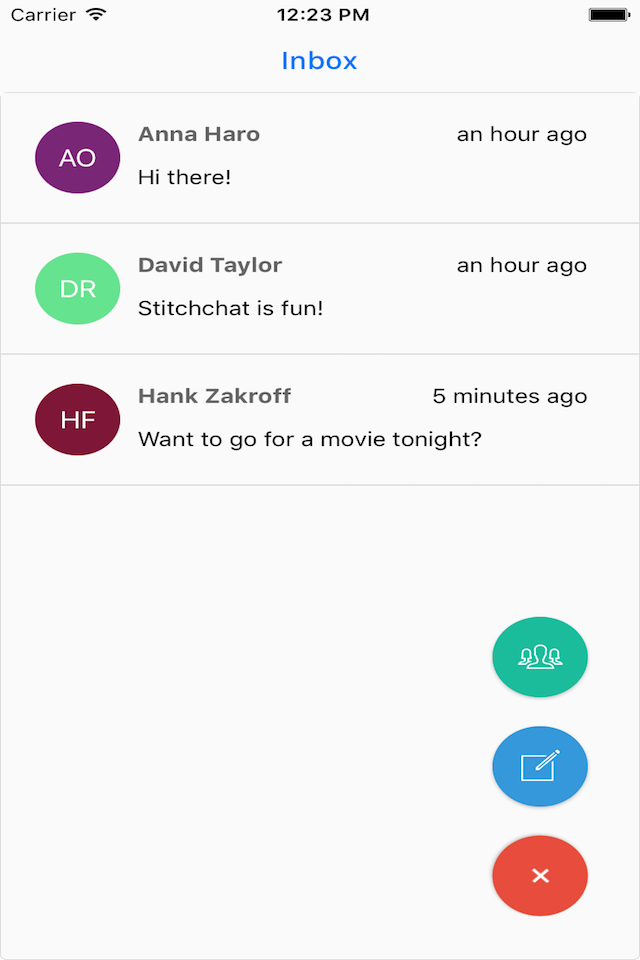 Carrier 12:23 PM
Inbox
AO Anna Haro an hour ago
Hi there!
DR David Taylor an hour ago
Stitchchat is fun!
HF Hank Zakroff 5 minutes ago
Want to go for a movie tonight?